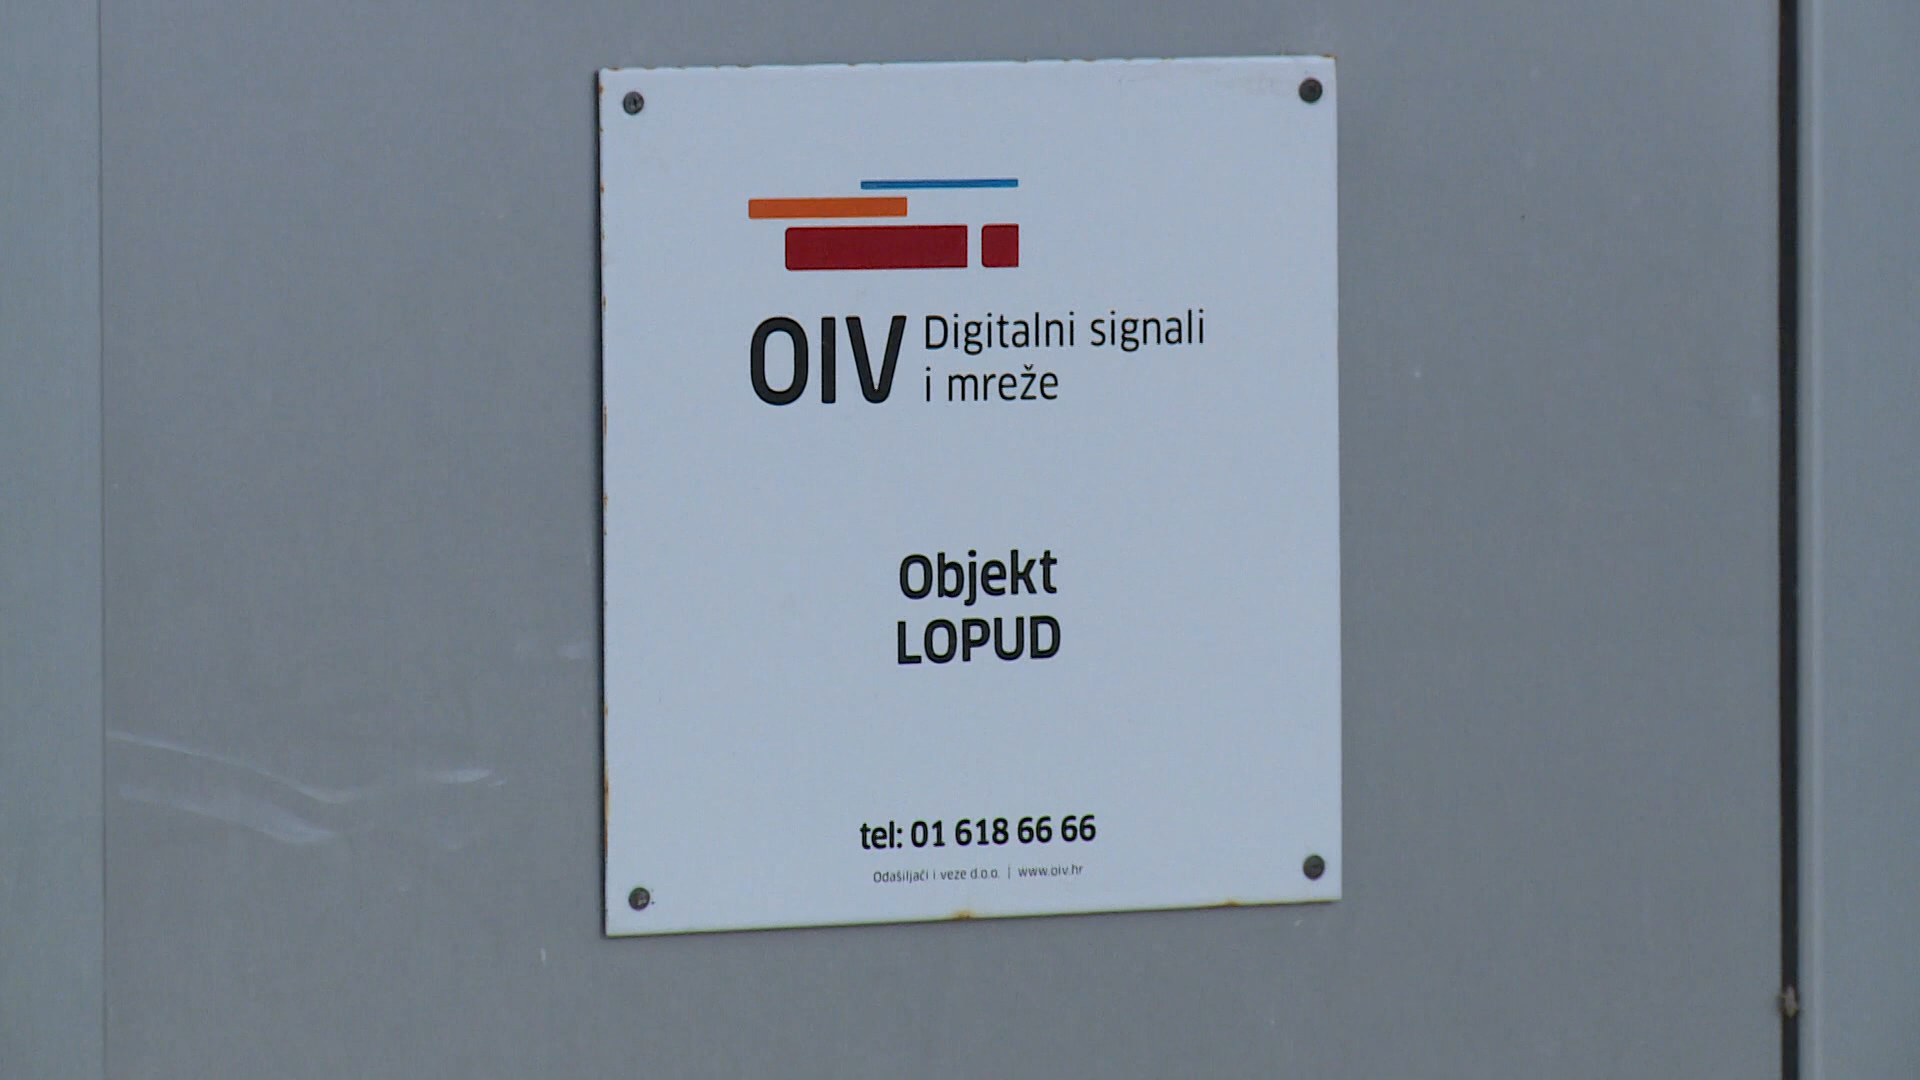 OIV Digitalni signali
i mreže
Objekt
LOPUD
tel: 01 618 66 66
Odašiljači i veze d.o.o. | www.oiv.hr